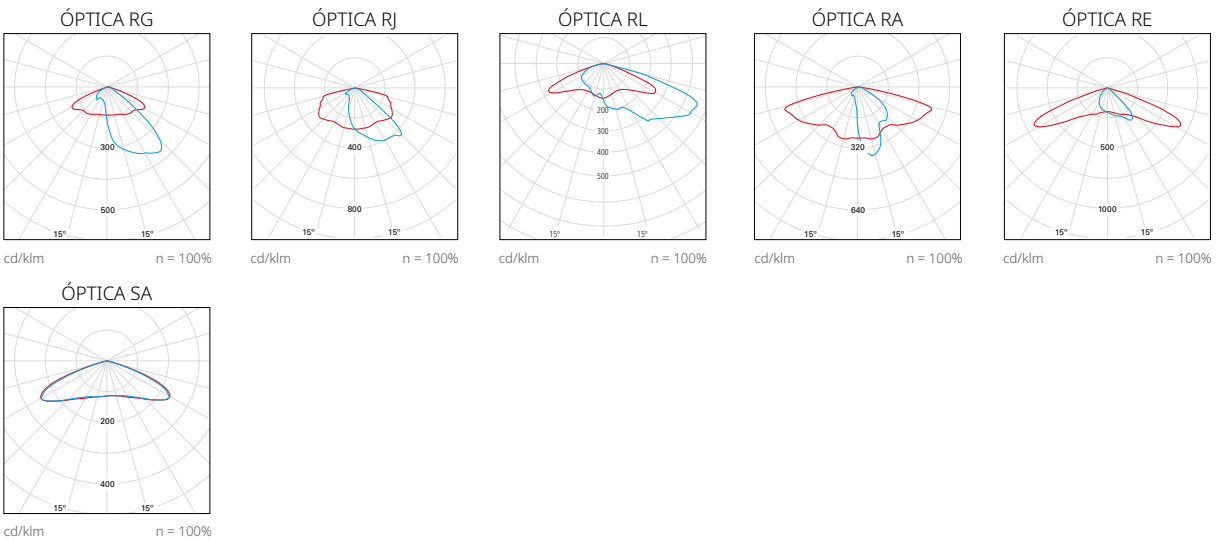 ÓPTICA RG
300
500
15° 15°
cd/klm n = 100%
ÓPTICA RJ
400
800
15° 15°
cd/klm n = 100%
ÓPTICA RL
200
300
400
500
15° 15°
cd/klm n = 100%
ÓPTICA RA
320
640
15° 15°
cd/klm n = 100%
ÓPTICA RE
500
1000
15° 15°
cd/klm n = 100%
ÓPTICA SA
200
400
15° 15°
cd/klm n = 100%